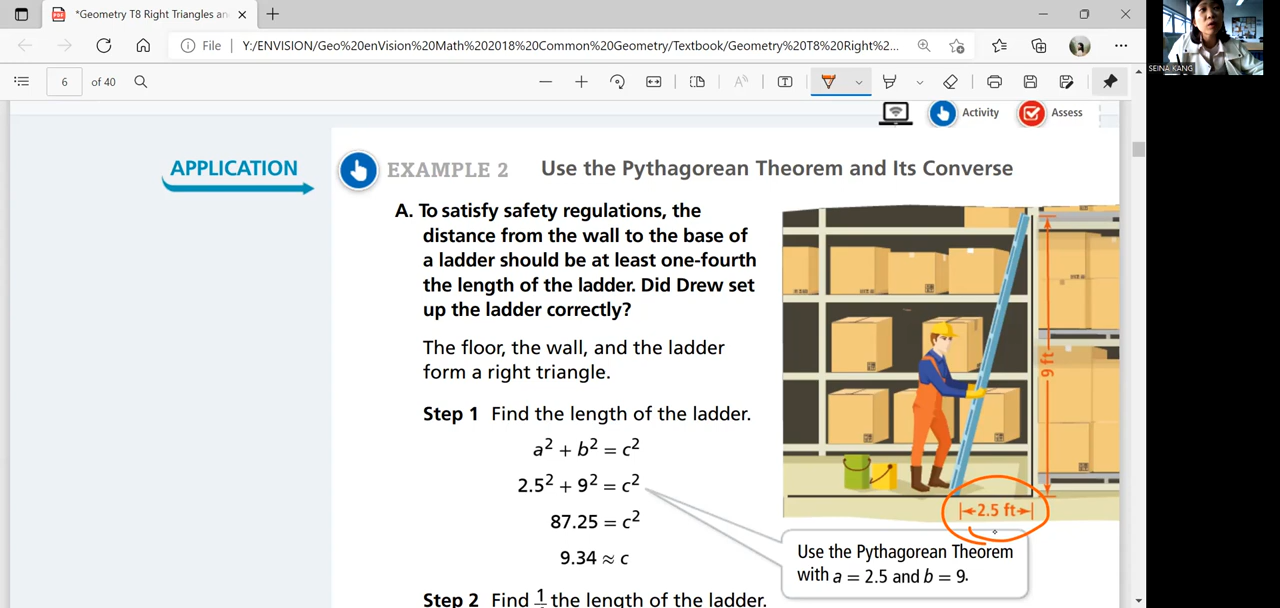 *Geometry T8 Right Triangles an
File Y:/ENVISION/Geo%20enVision%20Math%202018%20Common%20Geometry/Textbook/Geometry%20T8%20Right%2...
6 of 40
SEINA KANG
Activity Assess
APPLICATION
EXAMPLE 2 Use the Pythagorean Theorem and Its Converse
A. To satisfy safety regulations, the
distance from the wall to the base of
a ladder should be at least one-fourth
the length of the ladder. Did Drew set
up the ladder correctly?
The floor, the wall, and the ladder
form a right triangle.
Step 1 Find the length of the ladder.
a² + b² = c²
2.5² + 9² = c²
87.25 = c²
9.34 ≈ c
Step 2 Find 1/ the length of the ladder.
9 ft
2.5 ft
Use the Pythagorean Theorem
with a = 2.5 and b = 9.